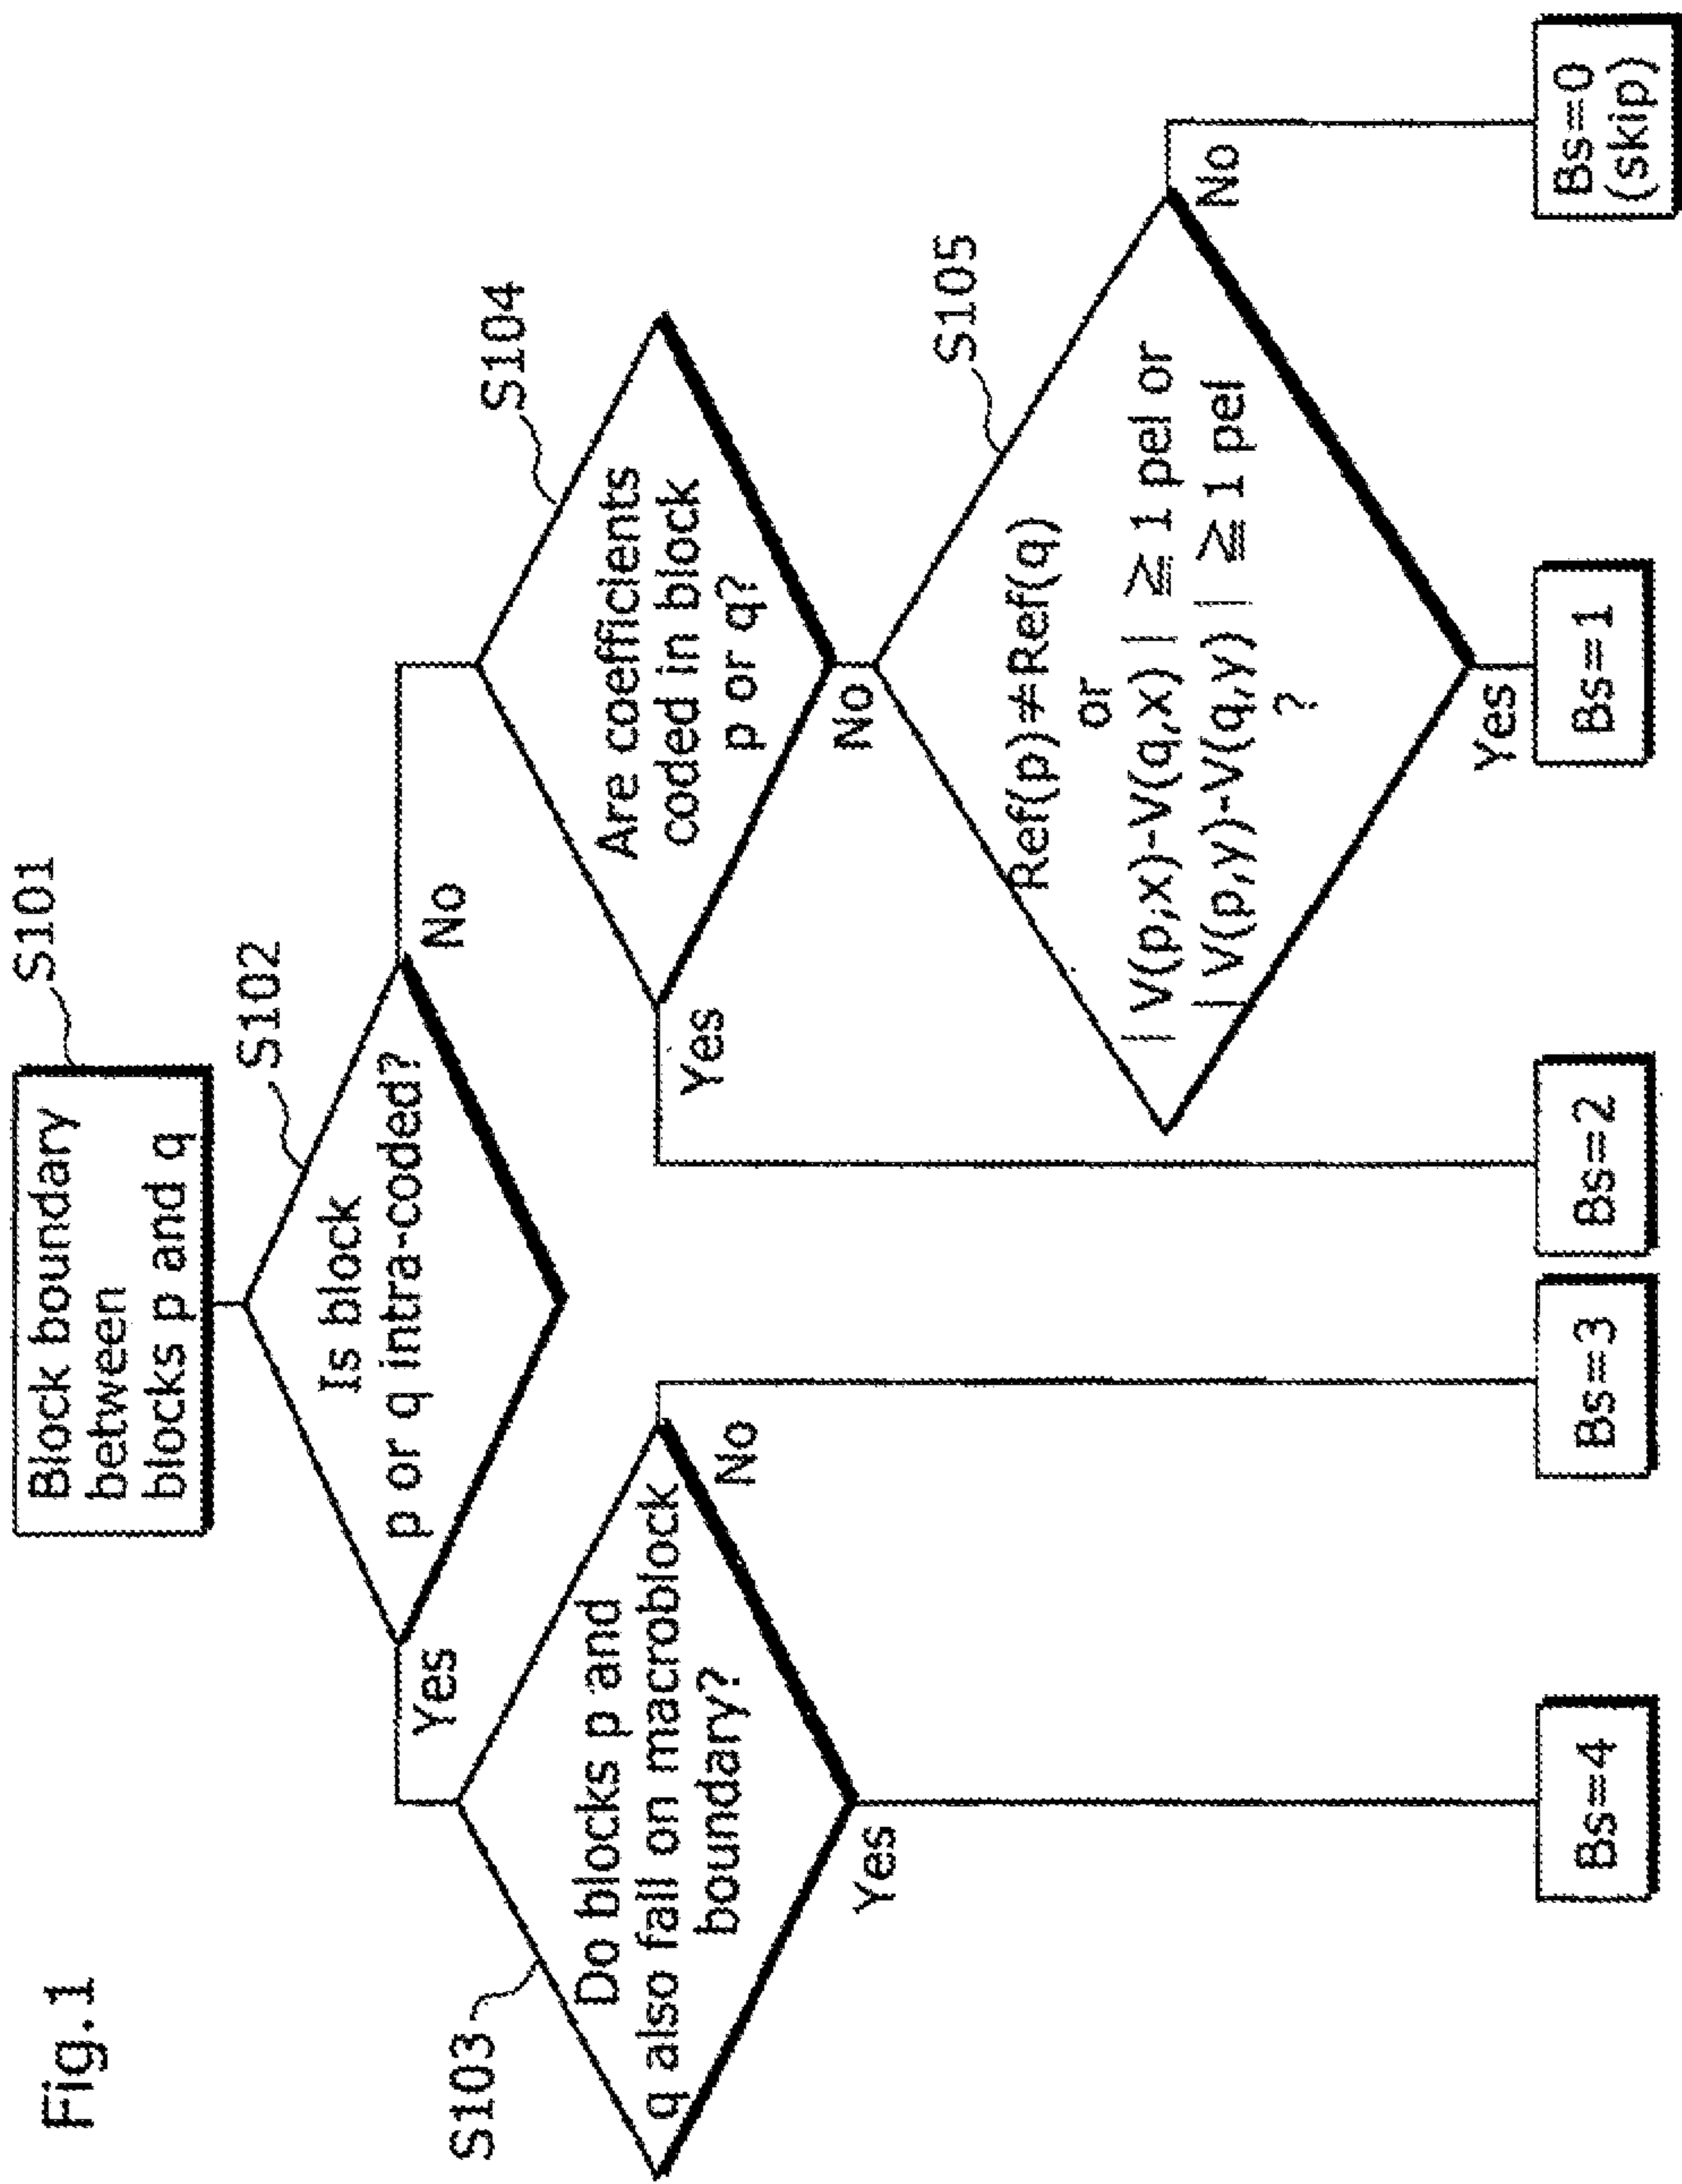 Fig.1
Block boundary
between
blocks p and q
S101
Is block
p or q intra-coded?
S102
Yes
No
Do blocks p and
q also fall on macroblock
boundary?
S103
Yes
No
Are coefficients
coded in block
p or q?
S104
Yes
No
Ref(p)≠Ref(q)
or
|V(p,x)-V(q,x)| ≧ 1 pel or
|V(p,y)-V(q,y)| ≧ 1 pel
?
S105
Yes
No
Bs=4
Bs=3
Bs=2
Bs=1
Bs=0
(skip)